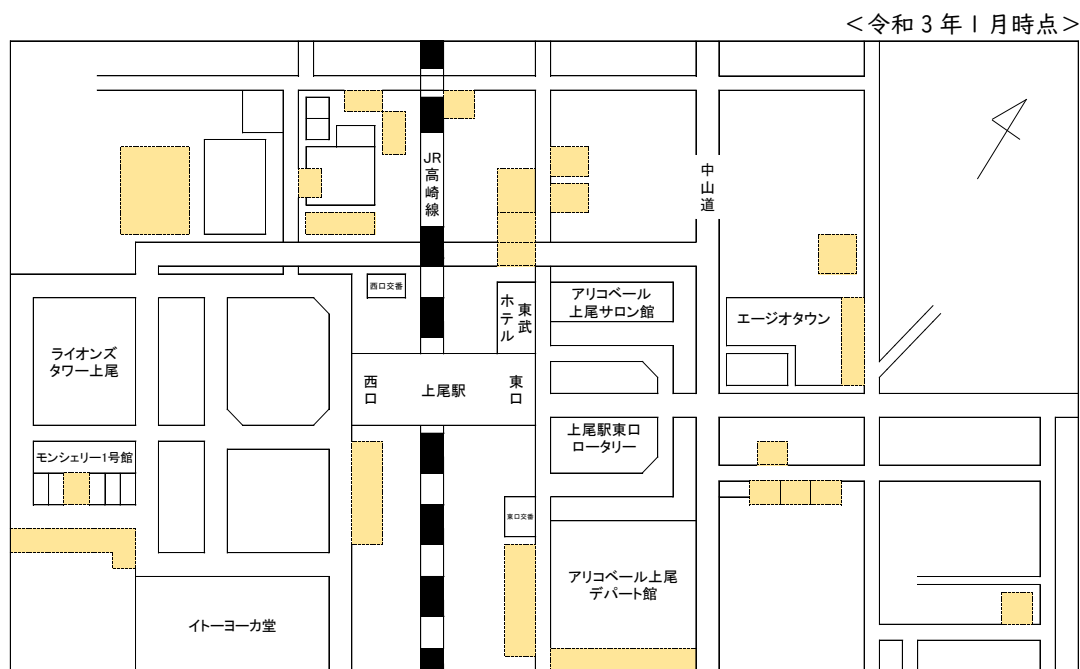 ＜令和3年1月時点＞
JR高崎線
中山道
西口交番
東武
ホテル
アリコベール
上尾サロン館
エージオタウン
ライオンズ
タワー上尾
西口
上尾駅
東口
上尾駅東口
ロータリー
モンシェリー1号館
東口交番
アリコベール上尾
デパート館
イトーヨーカ堂